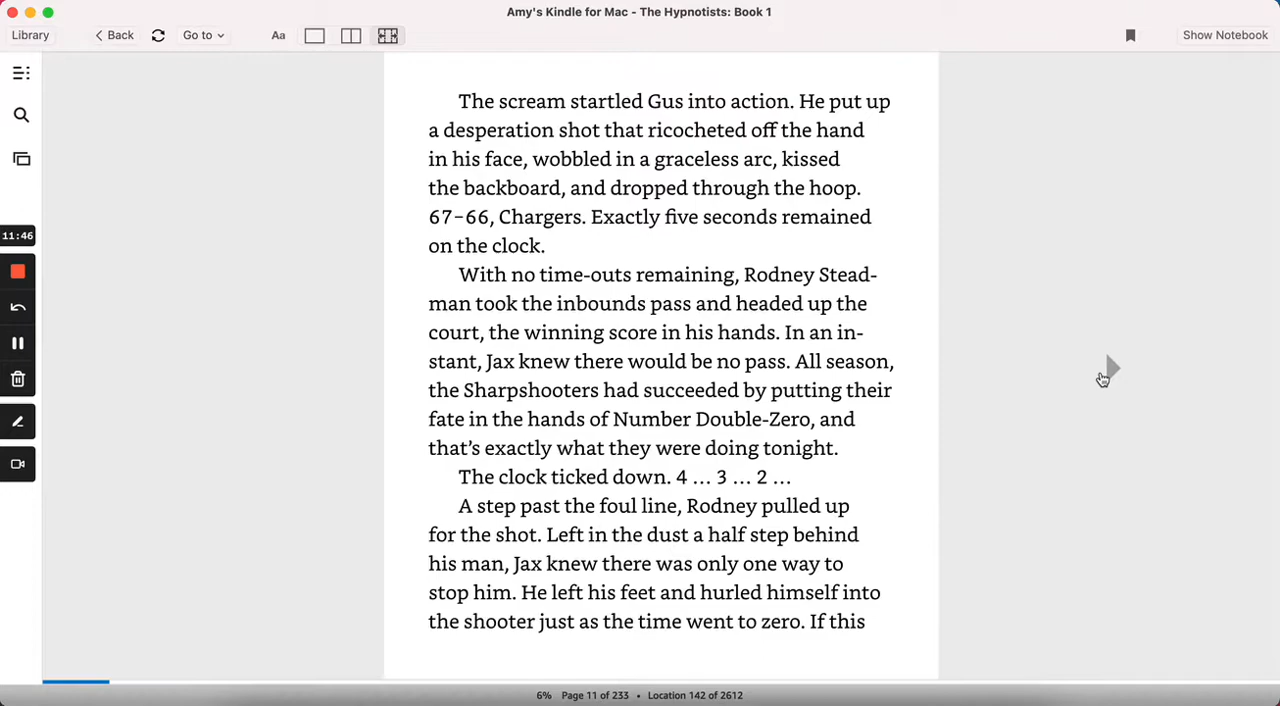 Amy's Kindle for Mac - The Hypnotists: Book 1
Library
Back
Go to
Aa
Show Notebook
The scream startled Gus into action. He put up
a desperation shot that ricocheted off the hand
in his face, wobbled in a graceless arc, kissed
the backboard, and dropped through the hoop.
67–66, Chargers. Exactly five seconds remained
on the clock.
With no time-outs remaining, Rodney Stead-
man took the inbounds pass and headed up the
court, the winning score in his hands. In an in-
stant, Jax knew there would be no pass. All season,
the Sharpshooters had succeeded by putting their
fate in the hands of Number Double-Zero, and
that's exactly what they were doing tonight.
The clock ticked down. 4 ... 3 ... 2 ...
A step past the foul line, Rodney pulled up
for the shot. Left in the dust a half step behind
his man, Jax knew there was only one way to
stop him. He left his feet and hurled himself into
the shooter just as the time went to zero. If this
11:46
6% Page 11 of 233 • Location 142 of 2612